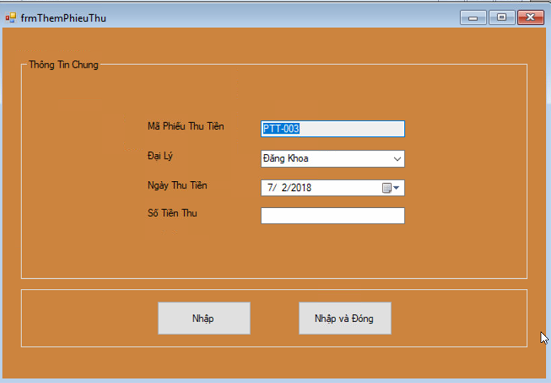 frmThemPhieuThu
Thông Tin Chung
Mã Phiếu Thu Tiền
PTT-003
Đại Lý
Đăng Khoa
Ngày Thu Tiền
7/ 2/2018
Số Tiền Thu
Nhập
Nhập và Đóng